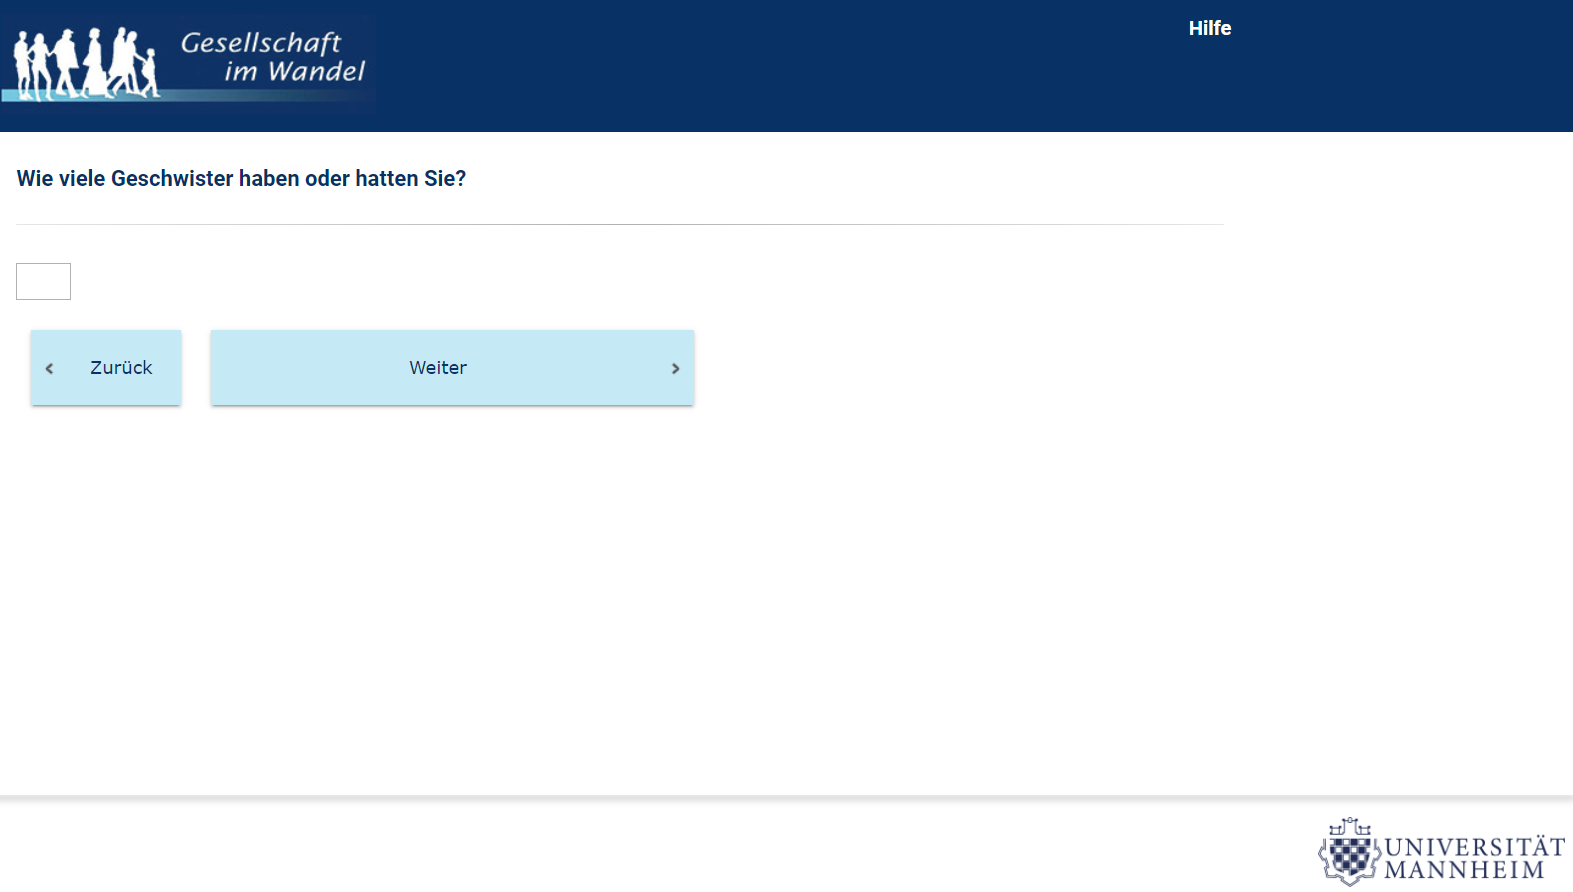 Gesellschaft
im Wandel
Hilfe
Wie viele Geschwister haben oder hatten Sie?
Zurück
Weiter
UNIVERSITÄT
MANNHEIM